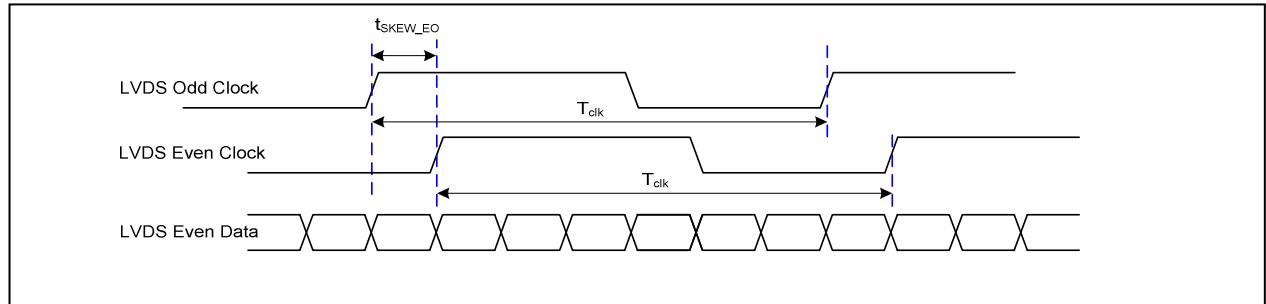 tSKEW_EO
LVDS Odd Clock
Tclk
LVDS Even Clock
Tclk
LVDS Even Data